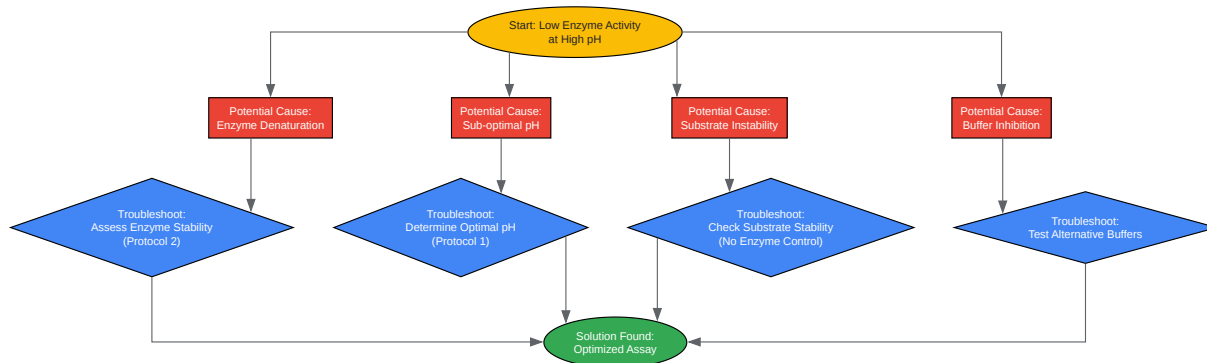 Start: Low Enzyme Activity
at High pH
Potential Cause:
Enzyme Denaturation
Potential Cause:
Sub-optimal pH
Potential Cause:
Substrate Instability
Potential Cause:
Buffer Inhibition
Troubleshoot:
Assess Enzyme Stability
(Protocol 2)
Troubleshoot:
Determine Optimal pH
(Protocol 1)
Troubleshoot:
Check Substrate Stability
(No Enzyme Control)
Troubleshoot:
Test Alternative Buffers
Solution Found:
Optimized Assay